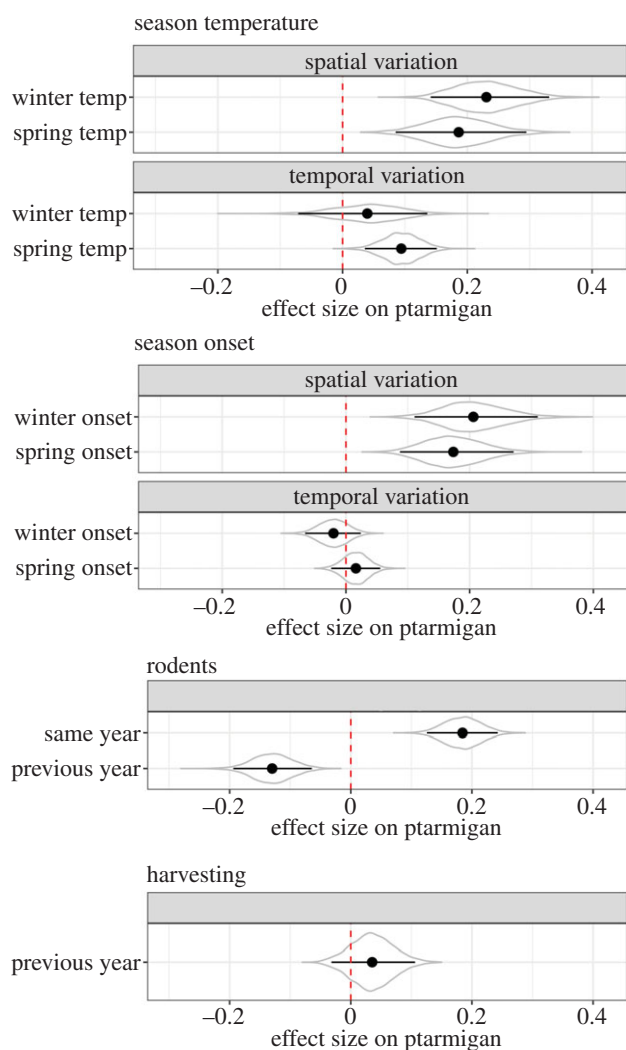 season temperature
spatial variation
winter temp
spring temp
temporal variation
winter temp
spring temp
−0.2 0 0.2 0.4
effect size on ptarmigan
season onset
spatial variation
winter onset
spring onset
temporal variation
winter onset
spring onset
−0.2 0 0.2 0.4
effect size on ptarmigan
rodents
same year
previous year
−0.2 0 0.2 0.4
effect size on ptarmigan
harvesting
previous year
−0.2 0 0.2 0.4
effect size on ptarmigan